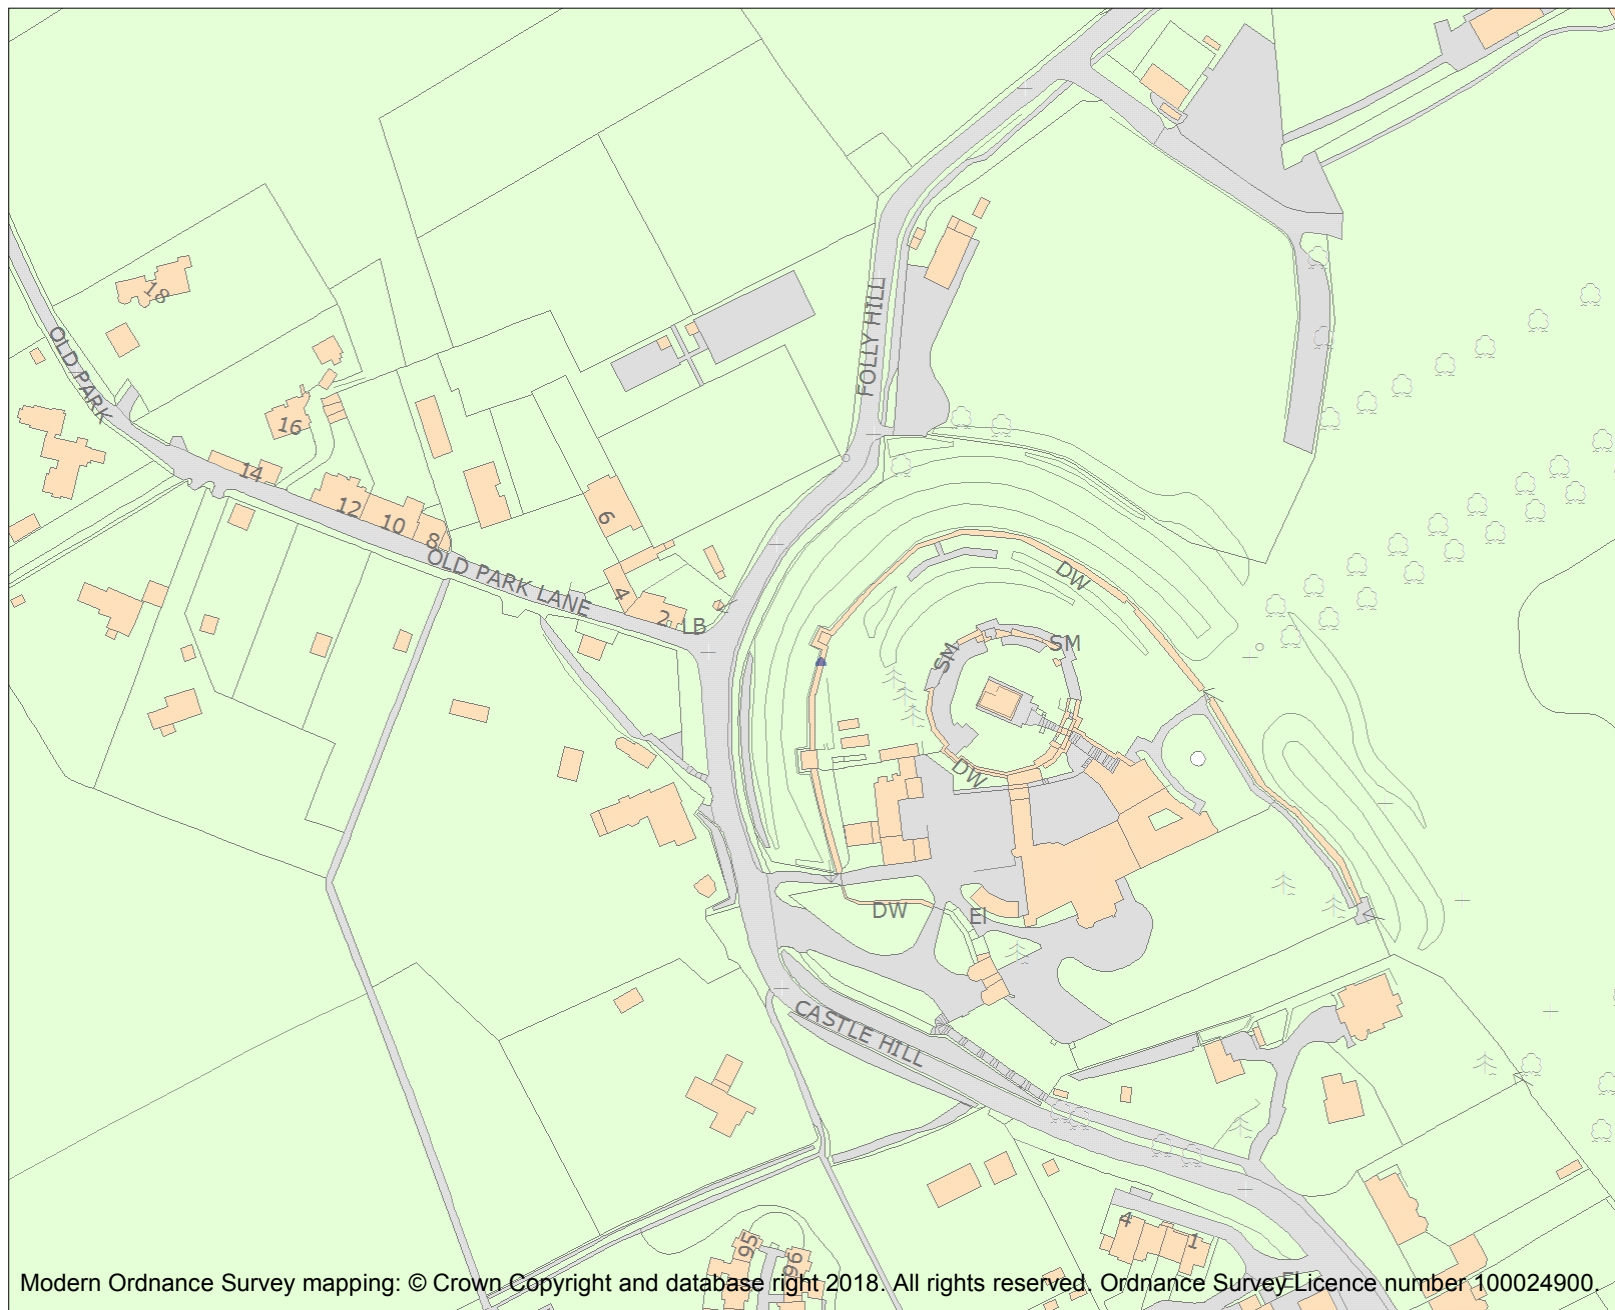 18
OLD PARK
FOLLY HILL
16
14
12
10
8
6
OLD PARK LANE
4
2
LB
DW
SM
SM
DW
DW
El
CASTLE HILL
4
1
95
96
El
Modern Ordnance Survey mapping: © Crown Copyright and database right 2018. All rights reserved. Ordnance Survey Licence number 100024900.